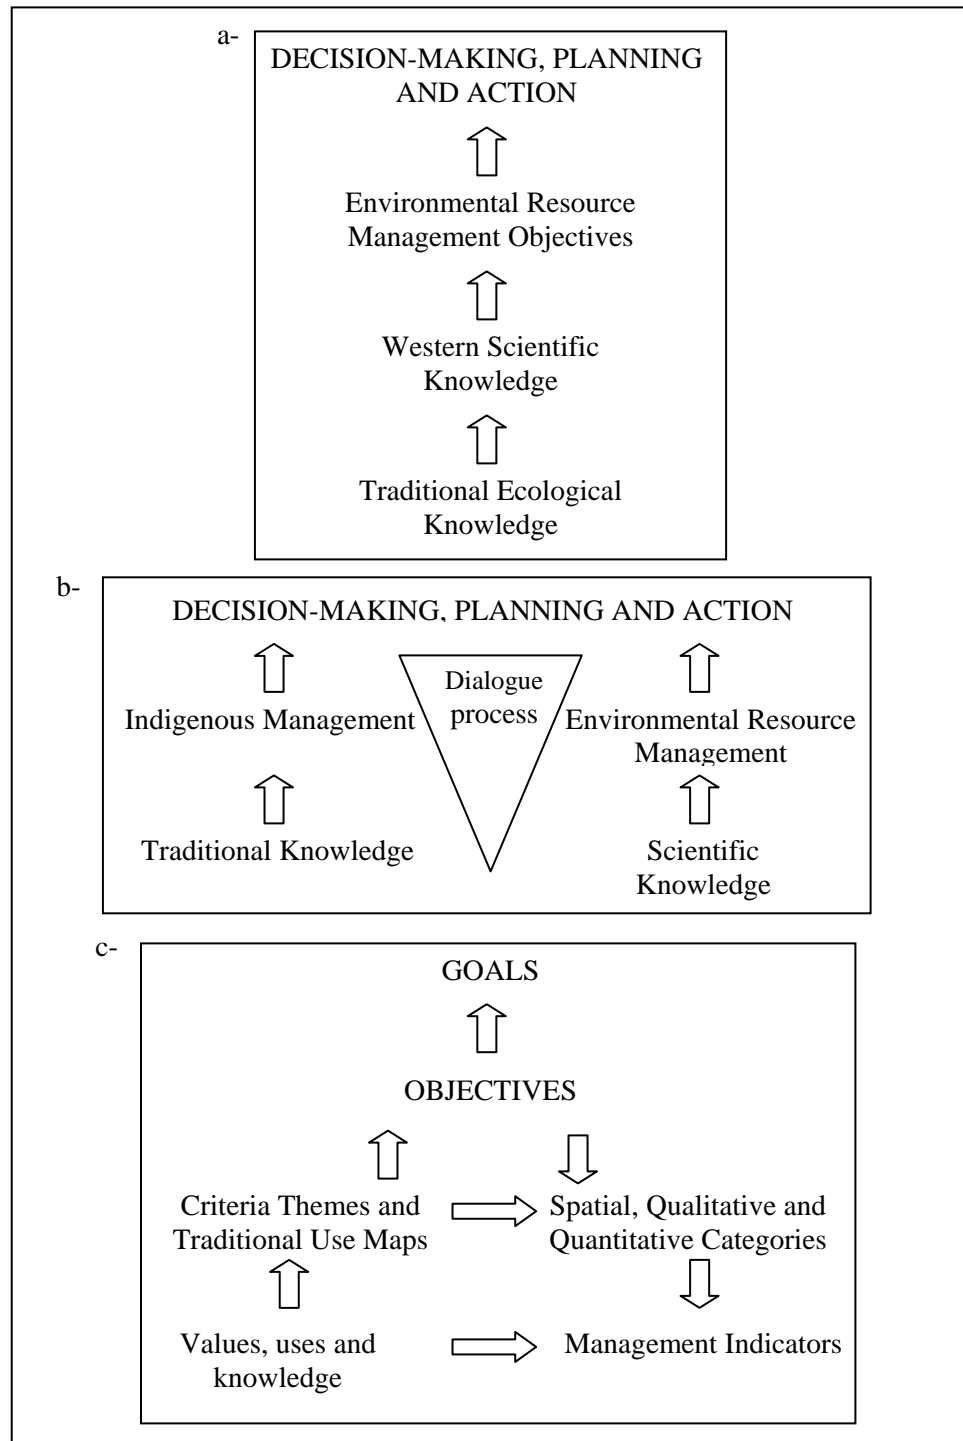 a-
DECISION-MAKING, PLANNING
AND ACTION
Environmental Resource
Management Objectives
Western Scientific
Knowledge
Traditional Ecological
Knowledge
b-
DECISION-MAKING, PLANNING AND ACTION
Dialogue
process
Indigenous Management
Environmental Resource
Management
Traditional Knowledge
Scientific
Knowledge
c-
GOALS
OBJECTIVES
Criteria Themes and
Traditional Use Maps
Spatial, Qualitative and
Quantitative Categories
Values, uses and
knowledge
Management Indicators